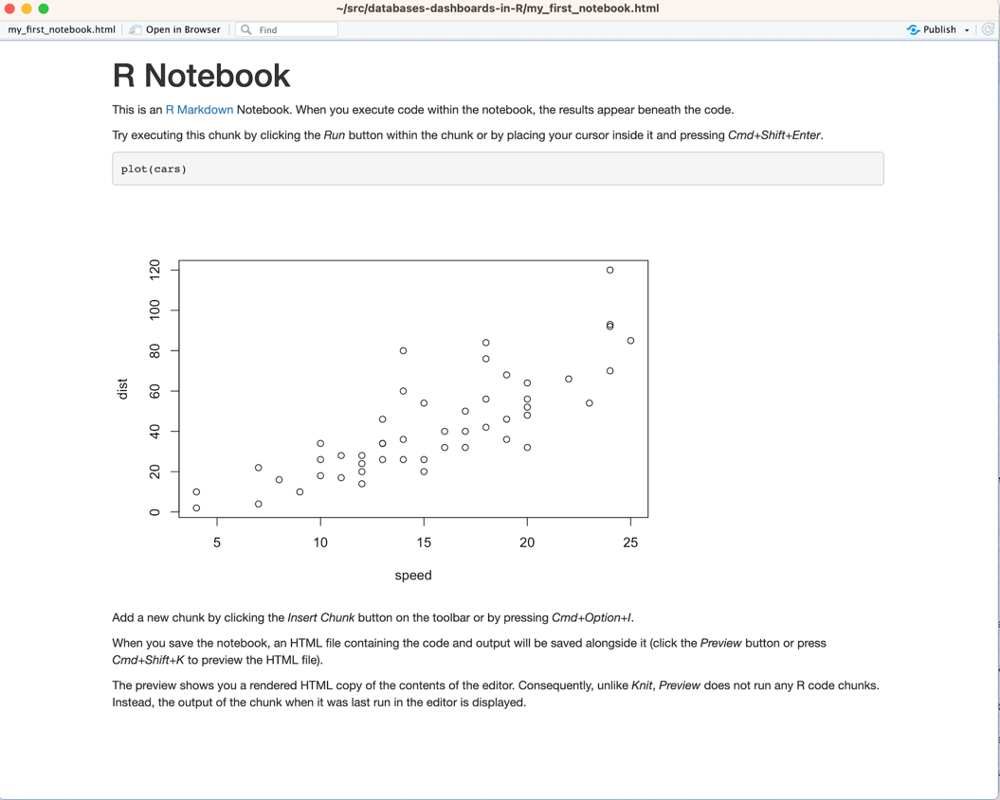 ~/src/databases-dashboards-in-R/my_first_notebook.html
my_first_notebook.html Open in Browser Find Publish
R Notebook
This is an R Markdown Notebook. When you execute code within the notebook, the results appear beneath the code.
Try executing this chunk by clicking the Run button within the chunk or by placing your cursor inside it and pressing Cmd+Shift+Enter.
plot(cars)
120
100
80
60
40
20
0
dist
5 10 15 20 25
speed
Add a new chunk by clicking the Insert Chunk button on the toolbar or by pressing Cmd+Option+I.
When you save the notebook, an HTML file containing the code and output will be saved alongside it (click the Preview button or press
Cmd+Shift+K to preview the HTML file).
The preview shows you a rendered HTML copy of the contents of the editor. Consequently, unlike Knit, Preview does not run any R code chunks.
Instead, the output of the chunk when it was last run in the editor is displayed.